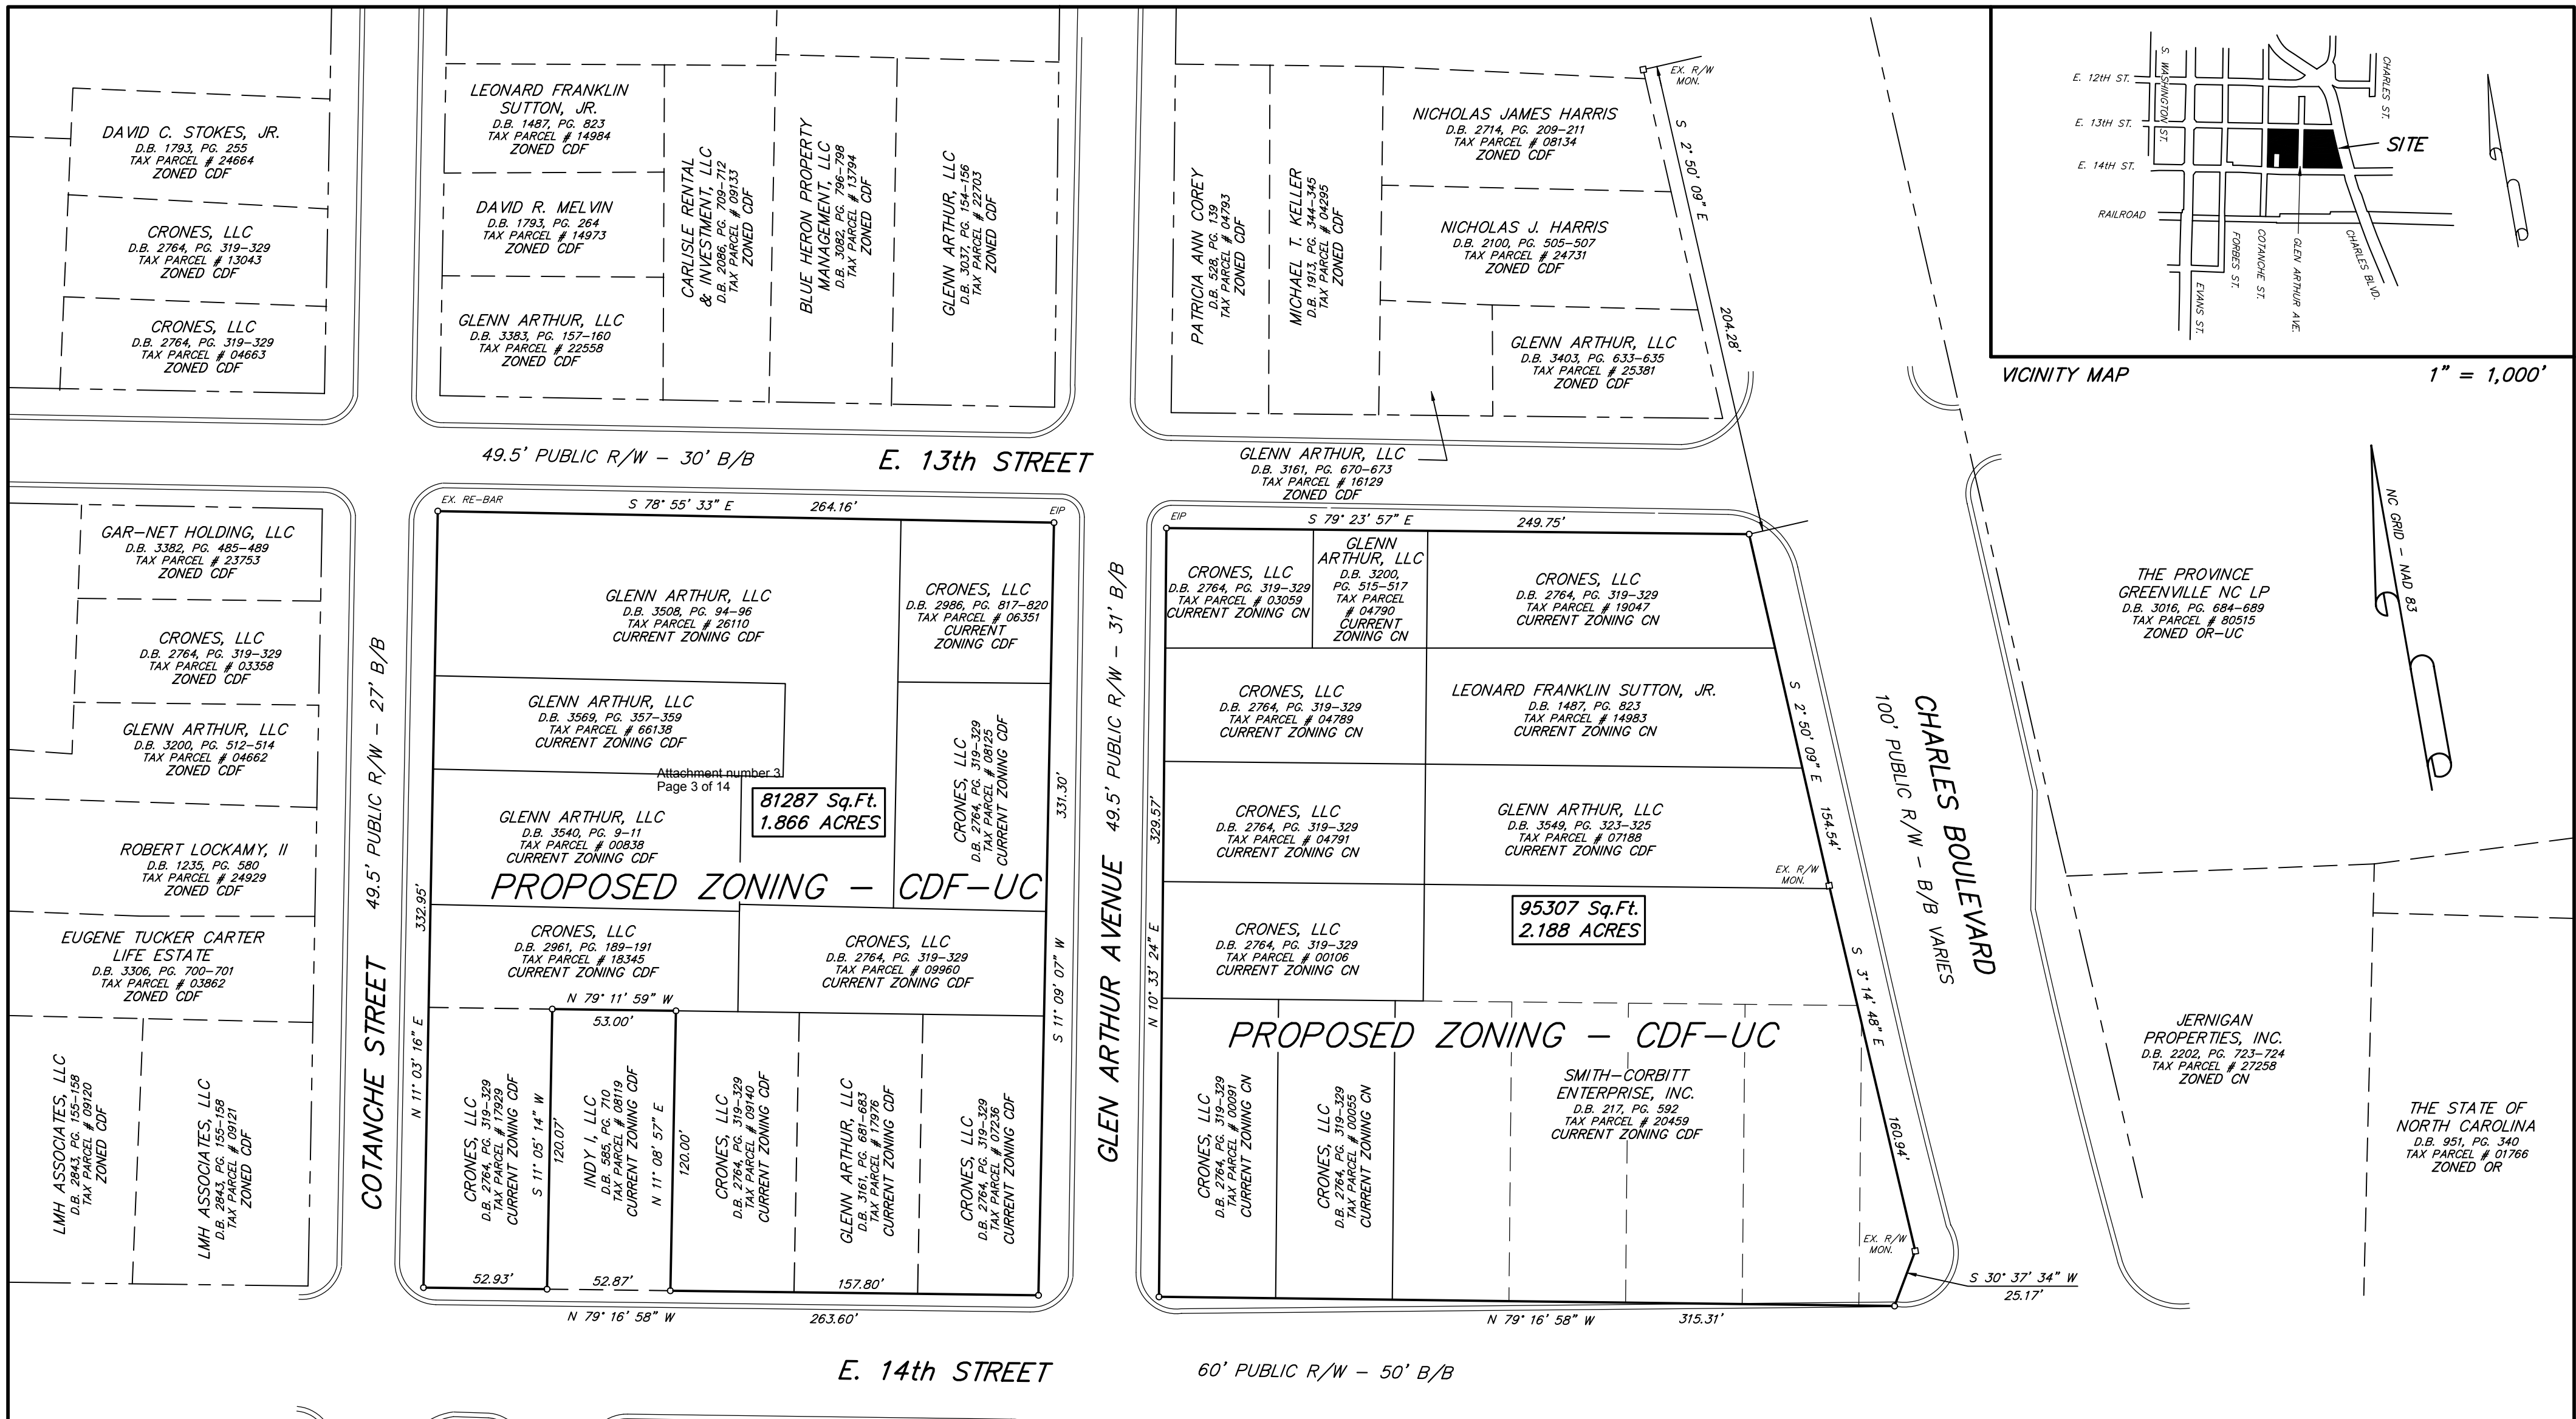 DAVID C. STOKES, JR.
D.B. 1793, PG. 255
TAX PARCEL # 24664
ZONED CDF
CRONES, LLC
D.B. 2764, PG. 319-329
TAX PARCEL # 13043
ZONED CDF
CRONES, LLC
D.B. 2764, PG. 319-329
TAX PARCEL # 04663
ZONED CDF
LEONARD FRANKLIN
SUTTON, JR.
D.B. 1487, PG. 823
TAX PARCEL # 14984
ZONED CDF
DAVID R. MELVIN
D.B. 1793, PG. 264
TAX PARCEL # 14973
ZONED CDF
GLENN ARTHUR, LLC
D.B. 3383, PG. 157-160
TAX PARCEL # 22558
ZONED CDF
CARLISLE RENTAL
& INVESTMENT, LLC
D.B. 2086, PG. 709-712
TAX PARCEL # 09133
ZONED CDF
BLUE HERON PROPERTY
MANAGEMENT, LLC
D.B. 3082, PG. 796-798
TAX PARCEL # 13794
ZONED CDF
GLENN ARTHUR, LLC
D.B. 3037, PG. 154-156
TAX PARCEL # 22703
ZONED CDF
PATRICIA ANN COREY
D.B. 528, PG. 139
TAX PARCEL # 04793
ZONED CDF
MICHAEL T. KELLER
D.B. 1913, PG. 344-345
TAX PARCEL # 04295
ZONED CDF
NICHOLAS JAMES HARRIS
D.B. 2714, PG. 209-211
TAX PARCEL # 08134
ZONED CDF
NICHOLAS J. HARRIS
D.B. 2100, PG. 505-507
TAX PARCEL # 24731
ZONED CDF
GLENN ARTHUR, LLC
D.B. 3403, PG. 633-635
TAX PARCEL # 25381
ZONED CDF
EX. R/W
MON.
S 2° 50' 09" E
204.28'
E. 12TH ST.
S. WASHINGTON ST.
CHARLES ST.
E. 13TH ST.
SITE
E. 14TH ST.
RAILROAD
FORBES ST.
COTANCHE ST.
GLEN ARTHUR AVE.
CHARLES BLVD.
EVANS ST.
VICINITY MAP
1" = 1,000'
49.5' PUBLIC R/W - 30' B/B
E. 13th STREET
GLENN ARTHUR, LLC
D.B. 3161, PG. 670-673
TAX PARCEL # 16129
ZONED CDF
GAR-NET HOLDING, LLC
D.B. 3382, PG. 485-489
TAX PARCEL # 23753
ZONED CDF
CRONES, LLC
D.B. 2764, PG. 319-329
TAX PARCEL # 03358
ZONED CDF
GLENN ARTHUR, LLC
D.B. 3200, PG. 512-514
TAX PARCEL # 04662
ZONED CDF
ROBERT LOCKAMY, II
D.B. 1235, PG. 580
TAX PARCEL # 24929
ZONED CDF
EUGENE TUCKER CARTER
LIFE ESTATE
D.B. 3306, PG. 700-701
TAX PARCEL # 03862
ZONED CDF
LMH ASSOCIATES, LLC
D.B. 2843, PG. 155-158
TAX PARCEL # 09120
ZONED CDF
LMH ASSOCIATES, LLC
D.B. 2843, PG. 155-158
TAX PARCEL # 09121
ZONED CDF
COTANCHE STREET 49.5' PUBLIC R/W - 27' B/B
EX. RE-BAR
S 78° 55' 33" E
264.16'
EIP
GLENN ARTHUR, LLC
D.B. 3508, PG. 94-96
TAX PARCEL # 26110
CURRENT ZONING CDF
CRONES, LLC
D.B. 2986, PG. 817-820
TAX PARCEL # 06351
CURRENT
ZONING CDF
GLENN ARTHUR, LLC
D.B. 3569, PG. 357-359
TAX PARCEL # 66138
CURRENT ZONING CDF
Attachment number 3
Page 3 of 14
81287 Sq.Ft.
1.866 ACRES
CRONES, LLC
D.B. 2764, PG. 319-329
TAX PARCEL # 08125
CURRENT ZONING CDF
331.30'
GLENN ARTHUR, LLC
D.B. 3540, PG. 9-11
TAX PARCEL # 00838
CURRENT ZONING CDF
PROPOSED ZONING - CDF-UC
332.95'
CRONES, LLC
D.B. 2961, PG. 189-191
TAX PARCEL # 18345
CURRENT ZONING CDF
CRONES, LLC
D.B. 2764, PG. 319-329
TAX PARCEL # 09960
CURRENT ZONING CDF
S 11° 09' 07" W
N 11° 03' 16" E
N 79° 11' 59" W
53.00'
CRONES, LLC
D.B. 2764, PG. 319-329
TAX PARCEL # 17929
CURRENT ZONING CDF
S 11° 05' 14" W
120.07'
INDY I, LLC
D.B. 585, PG. 710
TAX PARCEL # 08119
CURRENT ZONING CDF
N 11° 08' 57" E
120.00'
CRONES, LLC
D.B. 2764, PG. 319-329
TAX PARCEL # 09140
CURRENT ZONING CDF
GLENN ARTHUR, LLC
D.B. 3161, PG. 681-683
TAX PARCEL # 17976
CURRENT ZONING CDF
CRONES, LLC
D.B. 2764, PG. 319-329
TAX PARCEL # 07236
CURRENT ZONING CDF
52.93'
52.87'
157.80'
N 79° 16' 58" W
263.60'
GLEN ARTHUR AVENUE 49.5' PUBLIC R/W - 31' B/B
EIP
S 79° 23' 57" E
249.75'
CRONES, LLC
D.B. 2764, PG. 319-329
TAX PARCEL # 03059
CURRENT ZONING CN
GLENN
ARTHUR, LLC
D.B. 3200,
PG. 515-517
TAX PARCEL
# 04790
CURRENT
ZONING CN
CRONES, LLC
D.B. 2764, PG. 319-329
TAX PARCEL # 19047
CURRENT ZONING CN
CRONES, LLC
D.B. 2764, PG. 319-329
TAX PARCEL # 04789
CURRENT ZONING CN
LEONARD FRANKLIN SUTTON, JR.
D.B. 1487, PG. 823
TAX PARCEL # 14983
CURRENT ZONING CN
S 2° 50' 09" E
154.54'
329.57'
CRONES, LLC
D.B. 2764, PG. 319-329
TAX PARCEL # 04791
CURRENT ZONING CN
GLENN ARTHUR, LLC
D.B. 3549, PG. 323-325
TAX PARCEL # 07188
CURRENT ZONING CDF
EX. R/W
MON.
N 10° 33' 24" E
CRONES, LLC
D.B. 2764, PG. 319-329
TAX PARCEL # 00106
CURRENT ZONING CN
95307 Sq.Ft.
2.188 ACRES
S 3° 14' 48" E
160.94'
PROPOSED ZONING - CDF-UC
CRONES, LLC
D.B. 2764, PG. 319-329
TAX PARCEL # 00091
CURRENT ZONING CN
CRONES, LLC
D.B. 2764, PG. 319-329
TAX PARCEL # 00055
CURRENT ZONING CN
SMITH-CORBITT
ENTERPRISE, INC.
D.B. 217, PG. 592
TAX PARCEL # 20459
CURRENT ZONING CDF
EX. R/W
MON.
S 30° 37' 34" W
25.17'
N 79° 16' 58" W
315.31'
CHARLES BOULEVARD
100' PUBLIC R/W - B/B VARIES
THE PROVINCE
GREENVILLE NC LP
D.B. 3016, PG. 684-689
TAX PARCEL # 80515
ZONED OR-UC
NC GRID - NAD 83
JERNIGAN
PROPERTIES, INC.
D.B. 2202, PG. 723-724
TAX PARCEL # 27258
ZONED CN
THE STATE OF
NORTH CAROLINA
D.B. 951, PG. 340
TAX PARCEL # 01766
ZONED OR
E. 14th STREET
60' PUBLIC R/W - 50' B/B